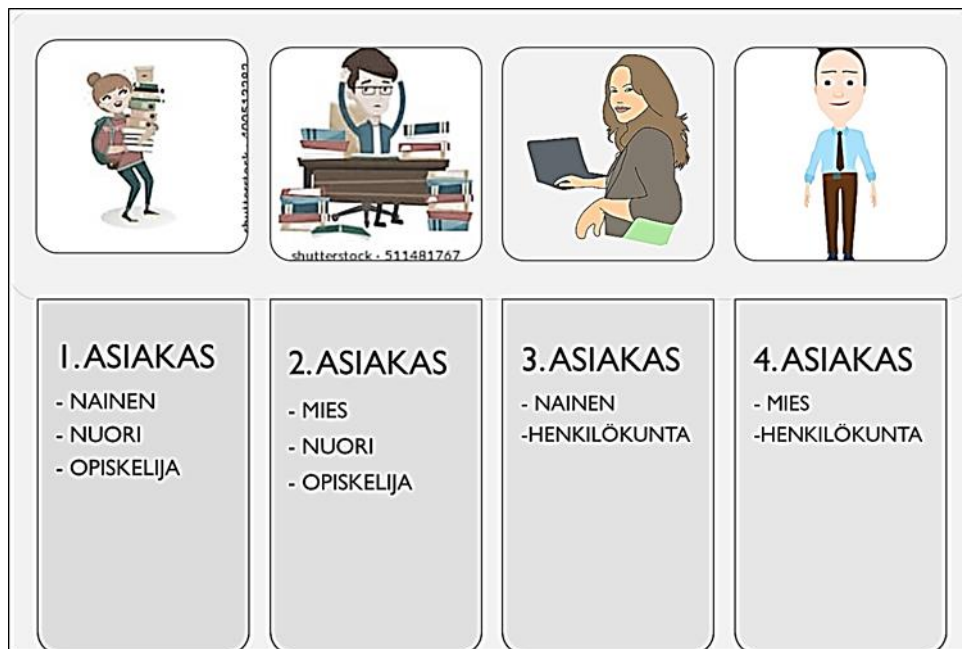 shutterstock · 511481767
1.ASIAKAS
- NAINEN
- NUORI
- OPISKELIJA
2.ASIAKAS
- MIES
- NUORI
- OPISKELIJA
3.ASIAKAS
- NAINEN
-HENKILÖKUNTA
4.ASIAKAS
- MIES
-HENKILÖKUNTA